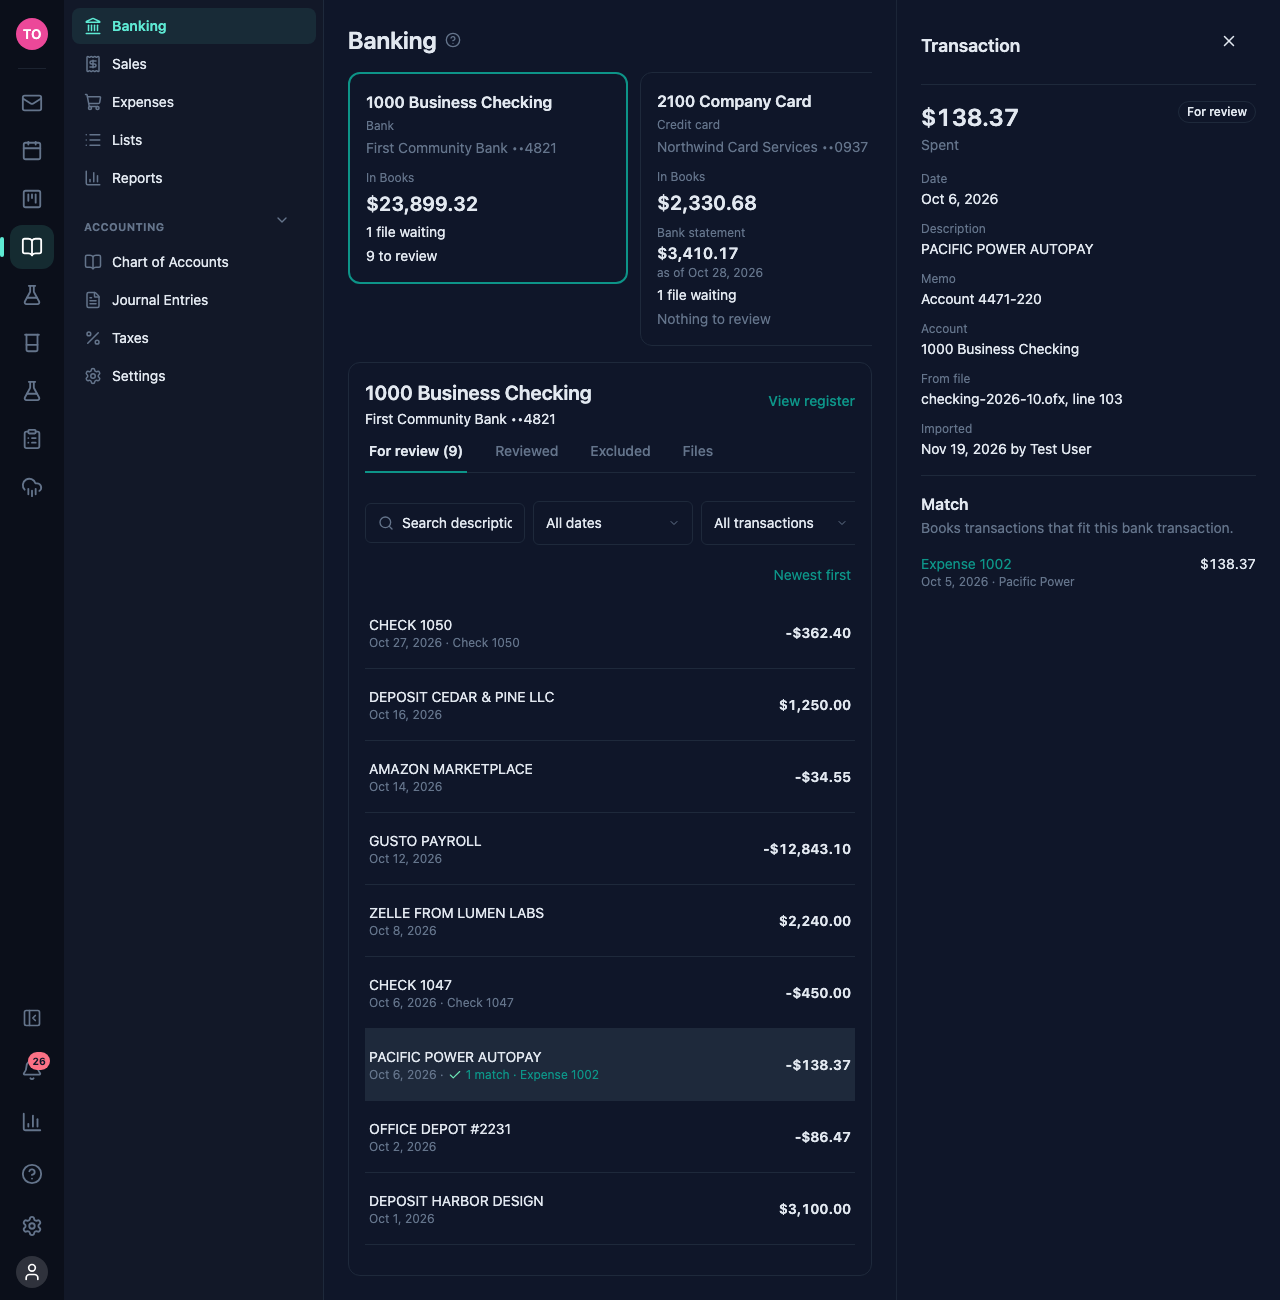 TO
Banking
Sales
Expenses
Lists
Reports
ACCOUNTING
Chart of Accounts
Journal Entries
Taxes
Settings
26
Banking
1000 Business Checking
Bank
First Community Bank ••4821
In Books
$23,899.32
1 file waiting
9 to review
2100 Company Card
Credit card
Northwind Card Services ••0937
In Books
$2,330.68
Bank statement
$3,410.17
as of Oct 28, 2026
1 file waiting
Nothing to review
1000 Business Checking
First Community Bank ••4821
View register
For review (9)
Reviewed
Excluded
Files
Search descriptic
All dates
All transactions
Newest first
CHECK 1050
Oct 27, 2026 · Check 1050
-$362.40
DEPOSIT CEDAR & PINE LLC
Oct 16, 2026
$1,250.00
AMAZON MARKETPLACE
Oct 14, 2026
-$34.55
GUSTO PAYROLL
Oct 12, 2026
-$12,843.10
ZELLE FROM LUMEN LABS
Oct 8, 2026
$2,240.00
CHECK 1047
Oct 6, 2026 · Check 1047
-$450.00
PACIFIC POWER AUTOPAY
Oct 6, 2026 · 1 match · Expense 1002
-$138.37
OFFICE DEPOT #2231
Oct 2, 2026
-$86.47
DEPOSIT HARBOR DESIGN
Oct 1, 2026
$3,100.00
Transaction
$138.37
For review
Spent
Date
Oct 6, 2026
Description
PACIFIC POWER AUTOPAY
Memo
Account 4471-220
Account
1000 Business Checking
From file
checking-2026-10.ofx, line 103
Imported
Nov 19, 2026 by Test User
Match
Books transactions that fit this bank transaction.
Expense 1002
$138.37
Oct 5, 2026 · Pacific Power